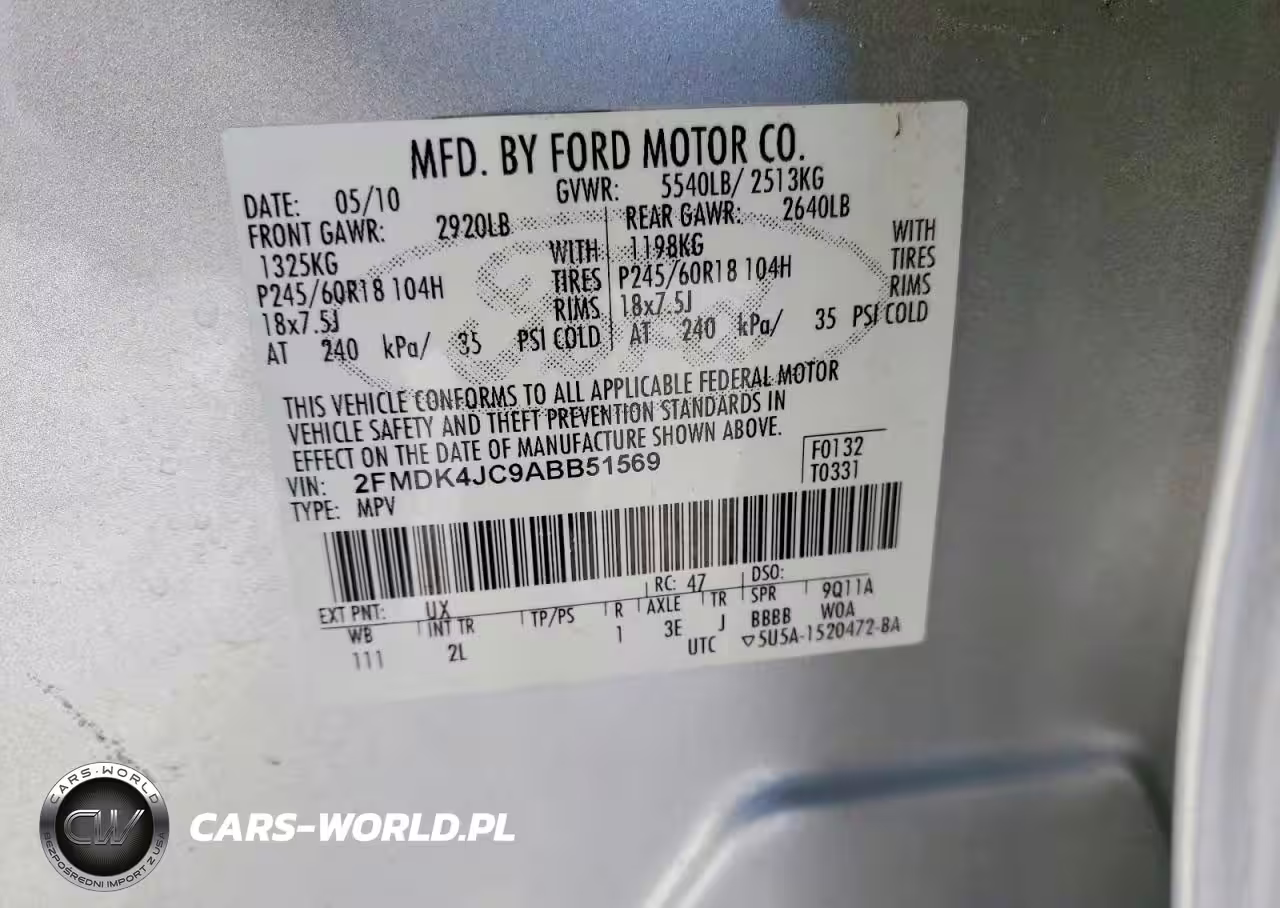 MFD. BY FORD MOTOR CO.
DATE: 05/10 GVWR: 5540LB/ 2513KG
FRONT GAWR: 2920LB REAR GAWR: 2640LB
1325KG WITH 1198KG WITH
P245/60R18 104H TIRES P245/60R18 104H TIRES
18x7.5J RIMS 18x7.5J RIMS
AT 240 kPa/ 35 PSI COLD AT 240 kPa/ 35 PSI COLD
THIS VEHICLE CONFORMS TO ALL APPLICABLE FEDERAL MOTOR
VEHICLE SAFETY AND THEFT PREVENTION STANDARDS IN
EFFECT ON THE DATE OF MANUFACTURE SHOWN ABOVE.
VIN: 2FMDK4JC9ABB51569 F0132
TYPE: MPV T0331
EXT PNT: UX RC: 47 DSO:
WB INT TR TP/PS R AXLE TR SPR 9Q11A
111 2L 1 3E J BBBB WOA
UTC ▽5U5A-1520472-BA
CARS-WORLD
CW
BEZPOŚREDNI IMPORT Z USA
CARS-WORLD.PL